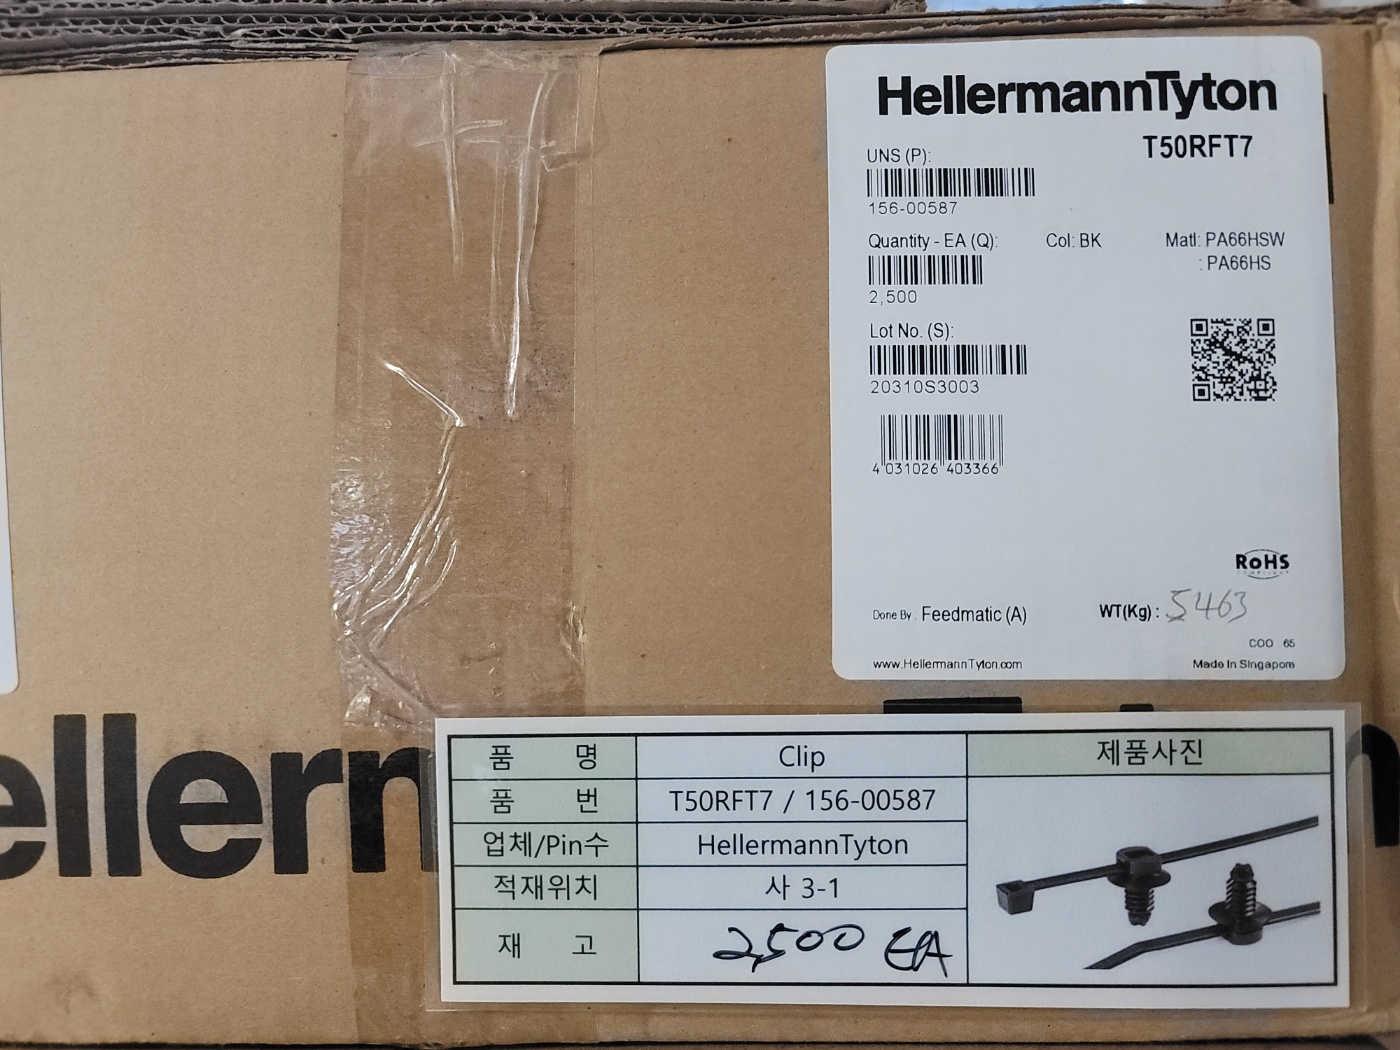 HellermannTyton
T50RFT7
UNS (P):
156-00587
Quantity - EA (Q): Col: BK Matl: PA66HSW
: PA66HS
2,500
Lot No. (S):
20310S3003
4 031026 403366
RoHS
Done By : Feedmatic (A) WT(Kg) : 5463
COO 65
www.HellermannTyton.com Made In Singapore
ellerm
품 명 Clip 제품사진
품 번 T50RFT7 / 156-00587
업체/Pin수 HellermannTyton
적재위치 사 3-1
재 고 2,500 EA